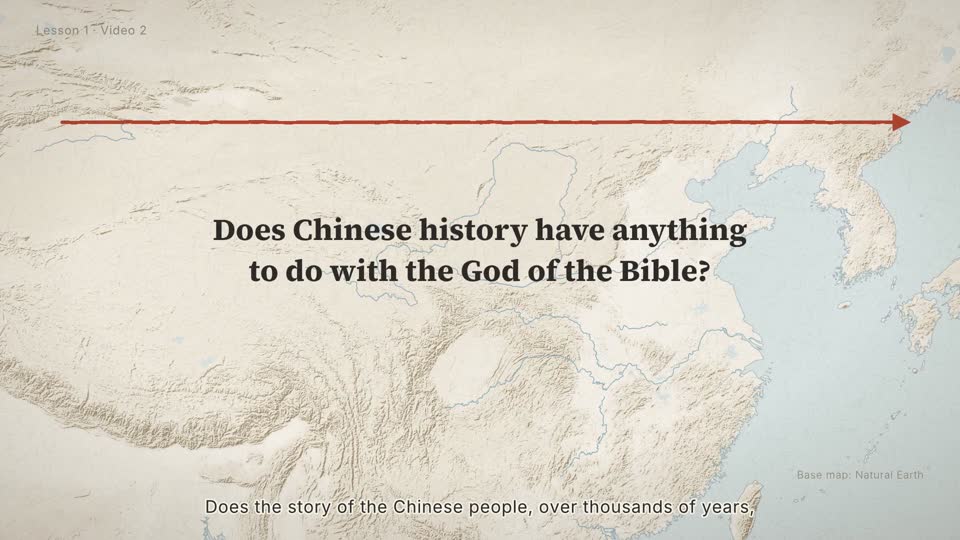 Lesson 1 · Video 2
Does Chinese history have anything
to do with the God of the Bible?
Base map: Natural Earth
Does the story of the Chinese people, over thousands of years,